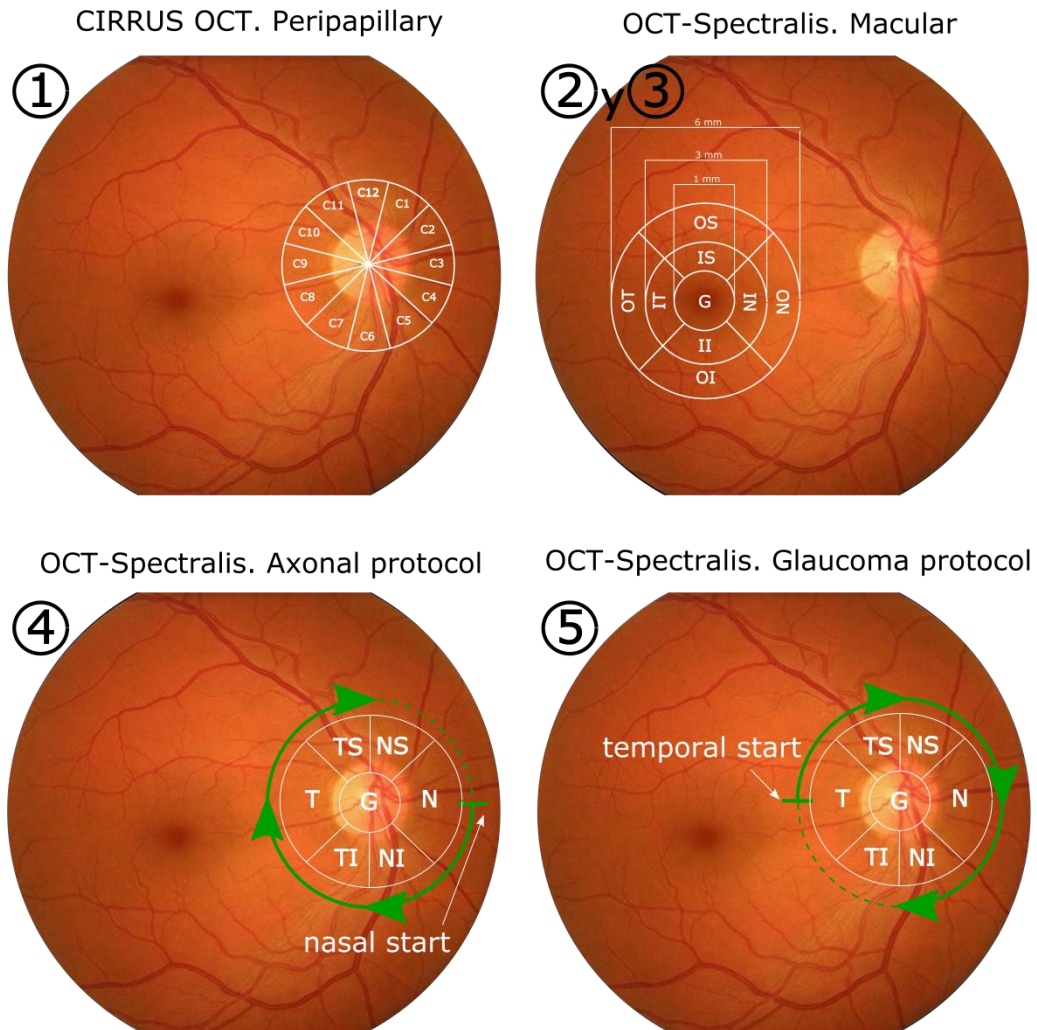 CIRRUS OCT. Peripapillary
①
C12
C11
C1
C10
C2
C9
C3
C8
C4
C7
C5
C6
OCT-Spectralis. Macular
②y③
6 mm
3 mm
1 mm
OS
IS
OT
IT
G
NI
NO
II
OI
OCT-Spectralis. Axonal protocol
④
TS NS
T G N
TI NI
nasal start
OCT-Spectralis. Glaucoma protocol
⑤
temporal start
TS NS
T G N
TI NI